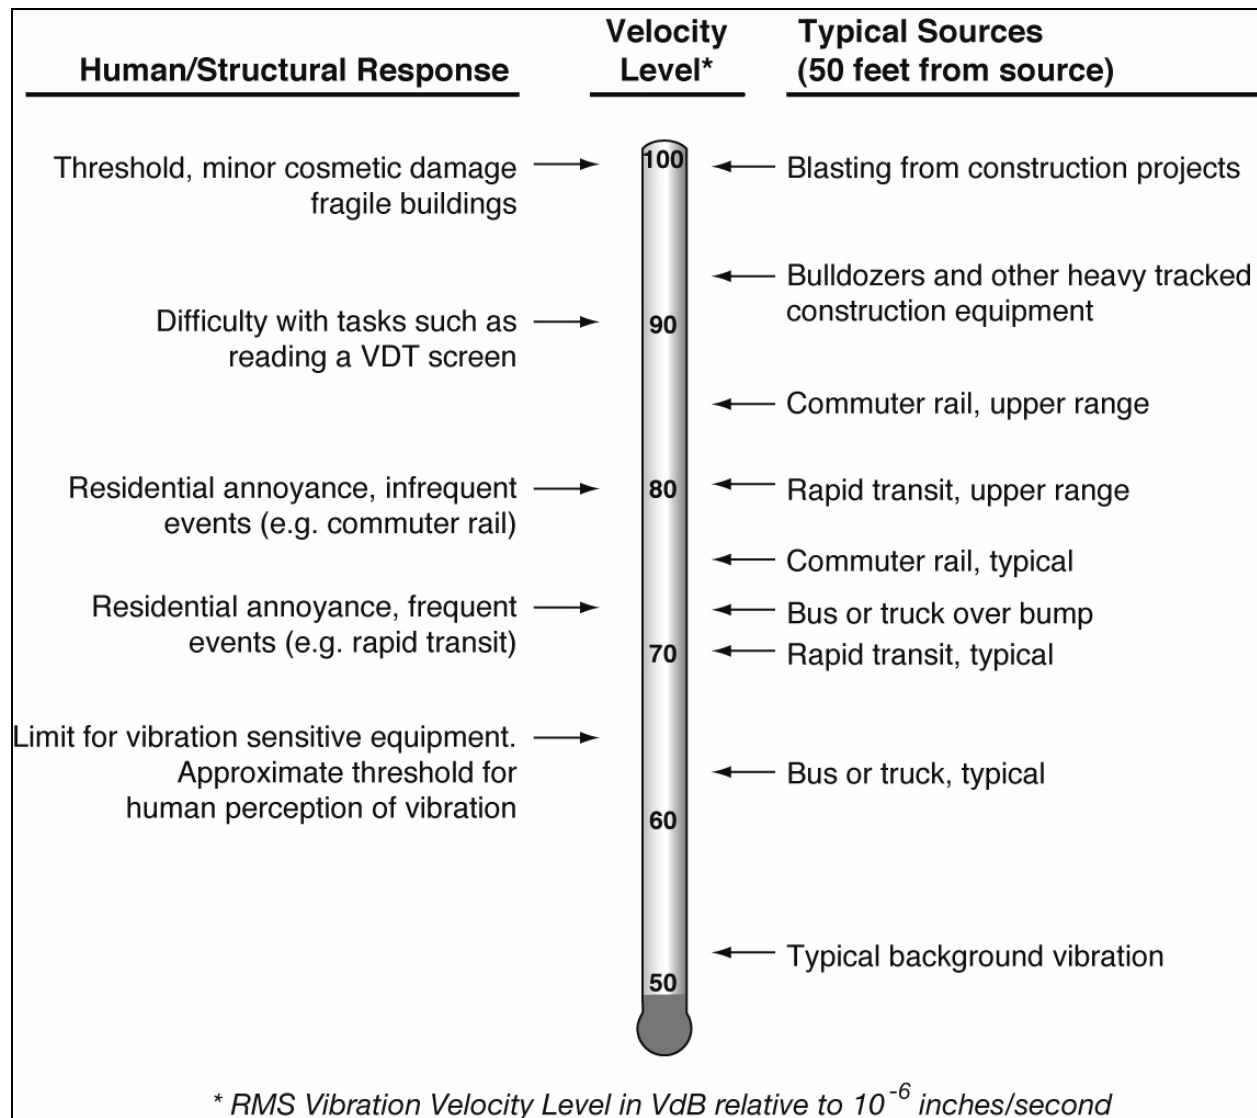 Human/Structural Response
Velocity
Level*
Typical Sources
(50 feet from source)
Threshold, minor cosmetic damage
fragile buildings
100
Blasting from construction projects
Bulldozers and other heavy tracked
construction equipment
Difficulty with tasks such as
reading a VDT screen
90
Commuter rail, upper range
Residential annoyance, infrequent
events (e.g. commuter rail)
80
Rapid transit, upper range
Commuter rail, typical
Residential annoyance, frequent
events (e.g. rapid transit)
Bus or truck over bump
70
Rapid transit, typical
Limit for vibration sensitive equipment.
Approximate threshold for
human perception of vibration
Bus or truck, typical
60
Typical background vibration
50
* RMS Vibration Velocity Level in VdB relative to 10⁻⁶ inches/second